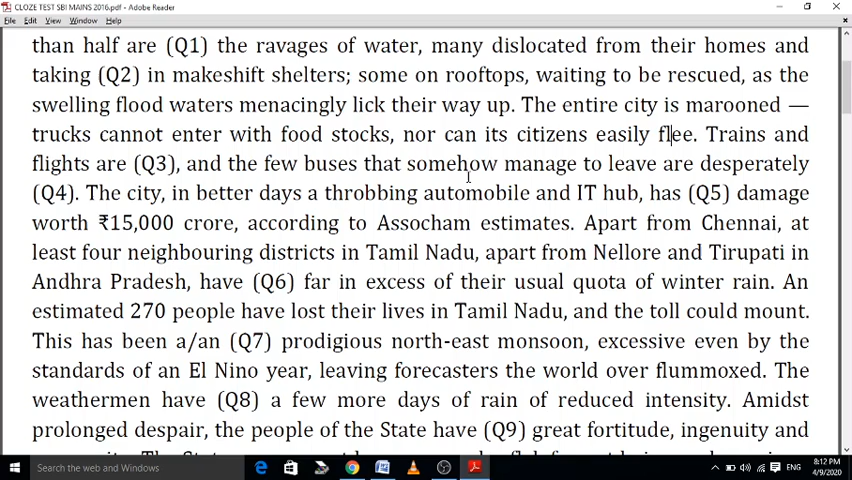 CLOZE TEST SBI MAINS 2016.pdf - Adobe Reader
File Edit View Window Help
than half are (Q1) the ravages of water, many dislocated from their homes and
taking (Q2) in makeshift shelters; some on rooftops, waiting to be rescued, as the
swelling flood waters menacingly lick their way up. The entire city is marooned —
trucks cannot enter with food stocks, nor can its citizens easily flee. Trains and
flights are (Q3), and the few buses that somehow manage to leave are desperately
(Q4). The city, in better days a throbbing automobile and IT hub, has (Q5) damage
worth ₹15,000 crore, according to Assocham estimates. Apart from Chennai, at
least four neighbouring districts in Tamil Nadu, apart from Nellore and Tirupati in
Andhra Pradesh, have (Q6) far in excess of their usual quota of winter rain. An
estimated 270 people have lost their lives in Tamil Nadu, and the toll could mount.
This has been a/an (Q7) prodigious north-east monsoon, excessive even by the
standards of an El Nino year, leaving forecasters the world over flummoxed. The
weathermen have (Q8) a few more days of rain of reduced intensity. Amidst
prolonged despair, the people of the State have (Q9) great fortitude, ingenuity and
Search the web and Windows
ENG
8:12 PM
4/9/2020